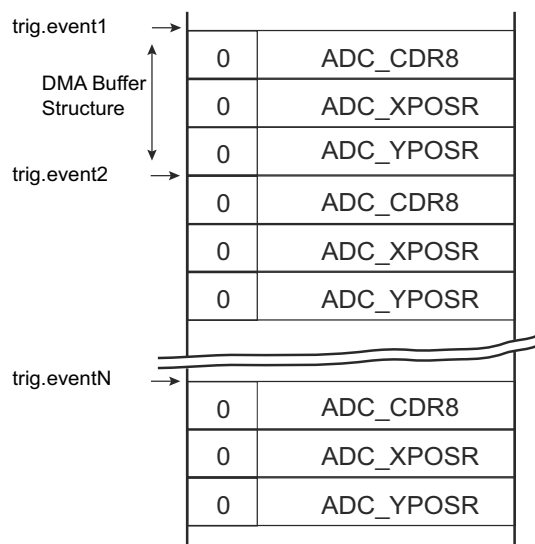 trig.event1
0 ADC_CDR8
DMA Buffer
Structure
0 ADC_XPOSR
0 ADC_YPOSR
trig.event2
0 ADC_CDR8
0 ADC_XPOSR
0 ADC_YPOSR
trig.eventN
0 ADC_CDR8
0 ADC_XPOSR
0 ADC_YPOSR